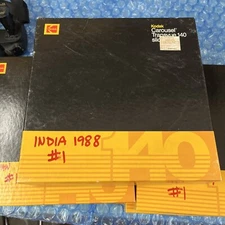 Kodak
Carousel
Transvue 140
INDIA 1988
#1
140
#1
#1